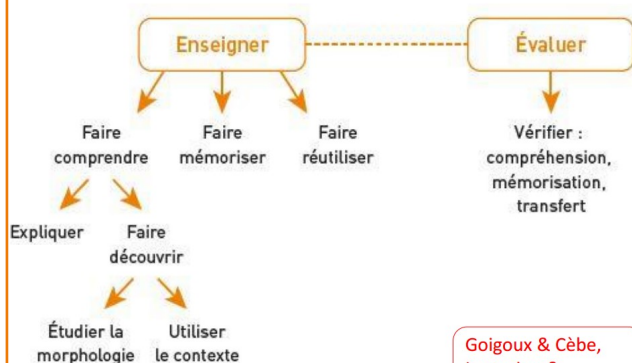 Enseigner
Évaluer
Faire
comprendre
Faire
mémoriser
Faire
réutiliser
Vérifier :
compréhension,
mémorisation,
transfert
Expliquer
Faire
découvrir
Étudier la
morphologie
Utiliser
le contexte
Goigoux & Cèbe,